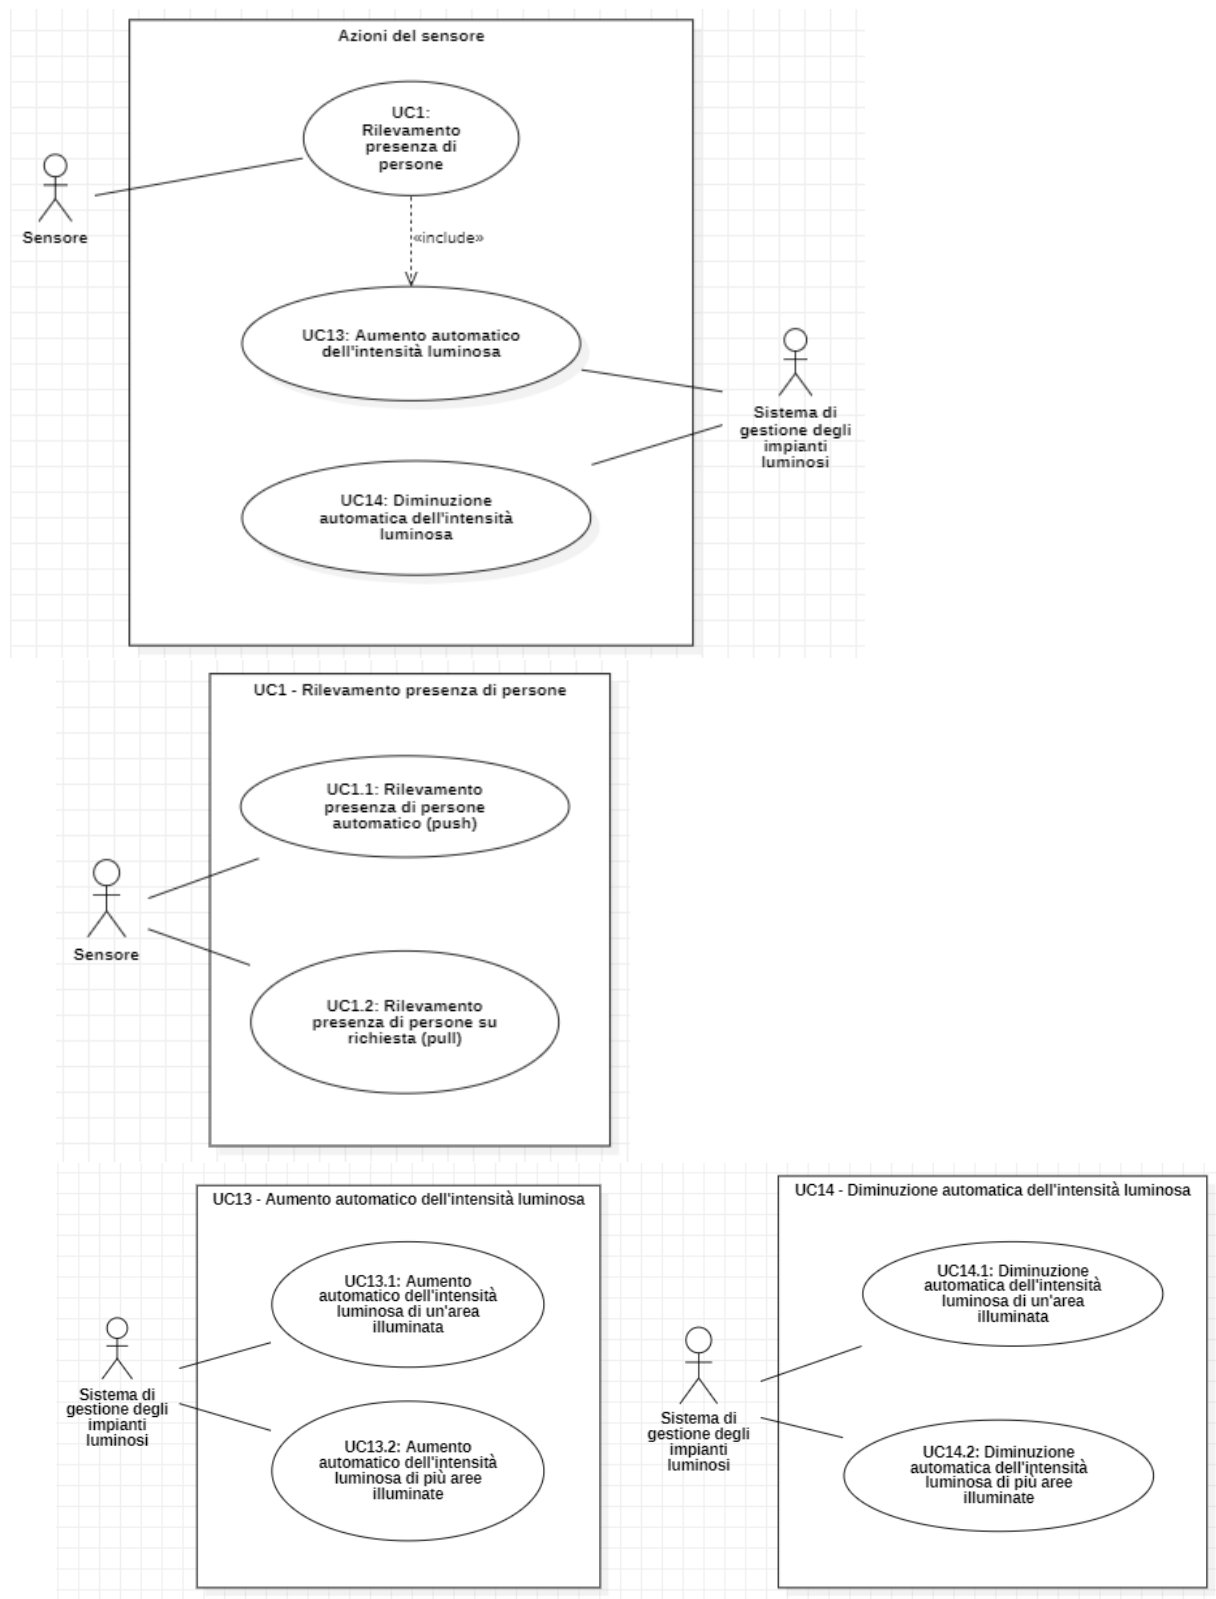 Azioni del sensore
UC1:
Rilevamento
presenza di
persone
Sensore
«include»
UC13: Aumento automatico
dell'intensità luminosa
Sistema di
gestione degli
impianti
luminosi
UC14: Diminuzione
automatica dell'intensità
luminosa
UC1 - Rilevamento presenza di persone
UC1.1: Rilevamento
presenza di persone
automatico (push)
Sensore
UC1.2: Rilevamento
presenza di persone su
richiesta (pull)
UC13 - Aumento automatico dell'intensità luminosa
UC13.1: Aumento
automatico dell'intensità
luminosa di un'area
illuminata
Sistema di
gestione degli
impianti
luminosi
UC13.2: Aumento
automatico dell'intensità
luminosa di più aree
illuminate
UC14 - Diminuzione automatica dell'intensità luminosa
UC14.1: Diminuzione
automatica dell'intensità
luminosa di un'area
illuminata
Sistema di
gestione degli
impianti
luminosi
UC14.2: Diminuzione
automatica dell'intensità
luminosa di più aree
illuminate